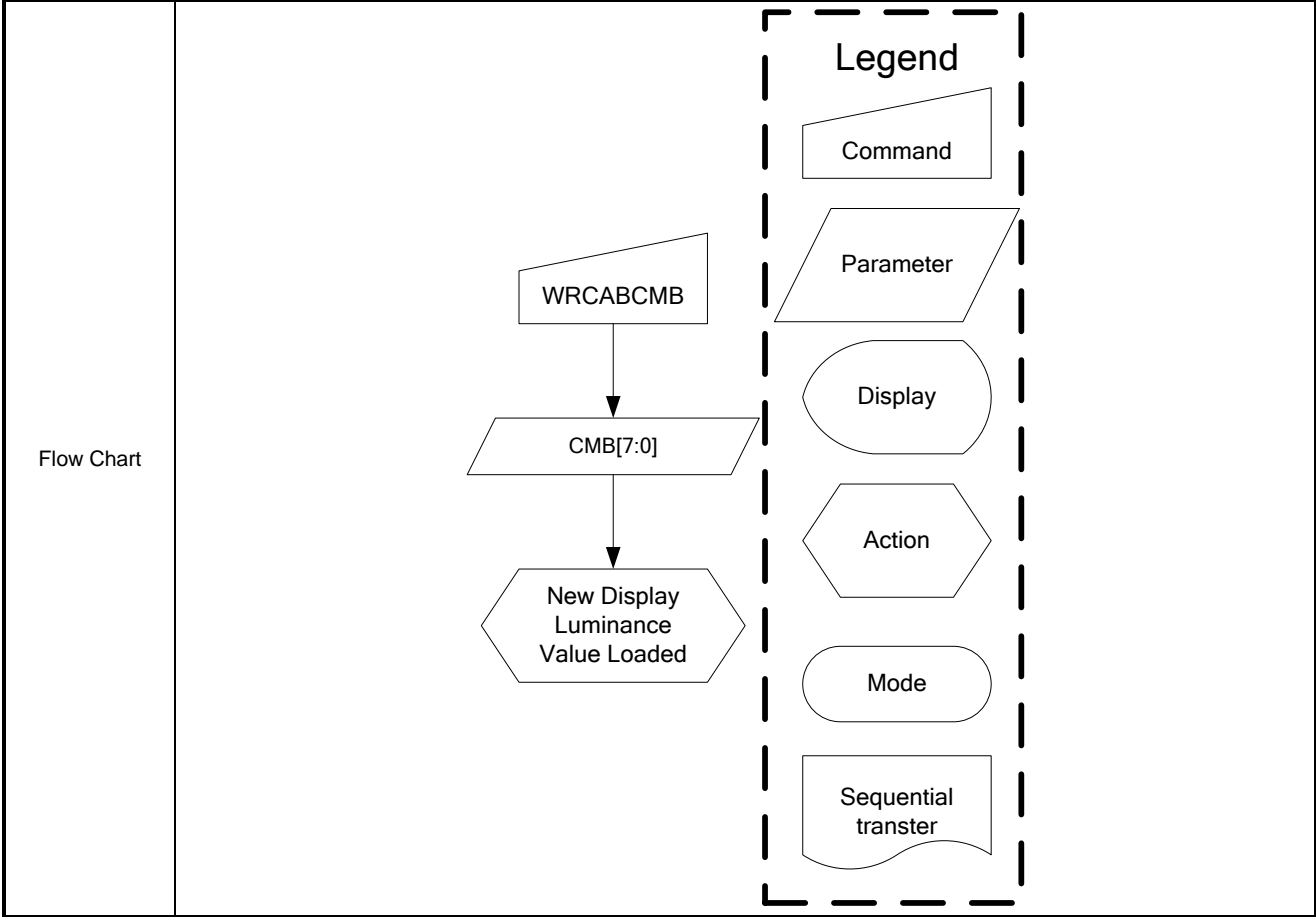 Flow Chart
WRCABCMB
CMB[7:0]
New Display
Luminance
Value Loaded
Legend
Command
Parameter
Display
Action
Mode
Sequential
transter